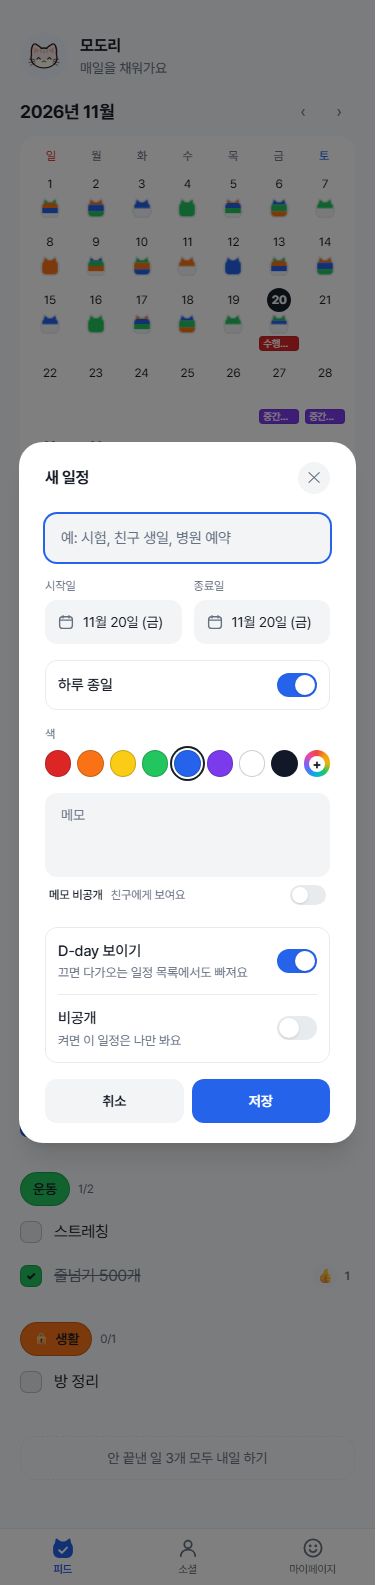 모도리
매일을 채워가요
2026년 11월
일 월 화 수 목 금 토
1 2 3 4 5 6 7
8 9 10 11 12 13 14
15 16 17 18 19 20 21
수행...
22 23 24 25 26 27 28
중간... 중간...
새 일정
예: 시험, 친구 생일, 병원 예약
시작일 종료일
11월 20일 (금) 11월 20일 (금)
하루 종일
색
메모
메모 비공개 친구에게 보여요
D-day 보이기
끄면 다가오는 일정 목록에서도 빠져요
비공개
켜면 이 일정은 나만 봐요
취소 저장
운동 1/2
스트레칭
줄넘기 500개 1
생활 0/1
방 정리
안 끝낸 일 3개 모두 내일 하기
피드 소셜 마이페이지